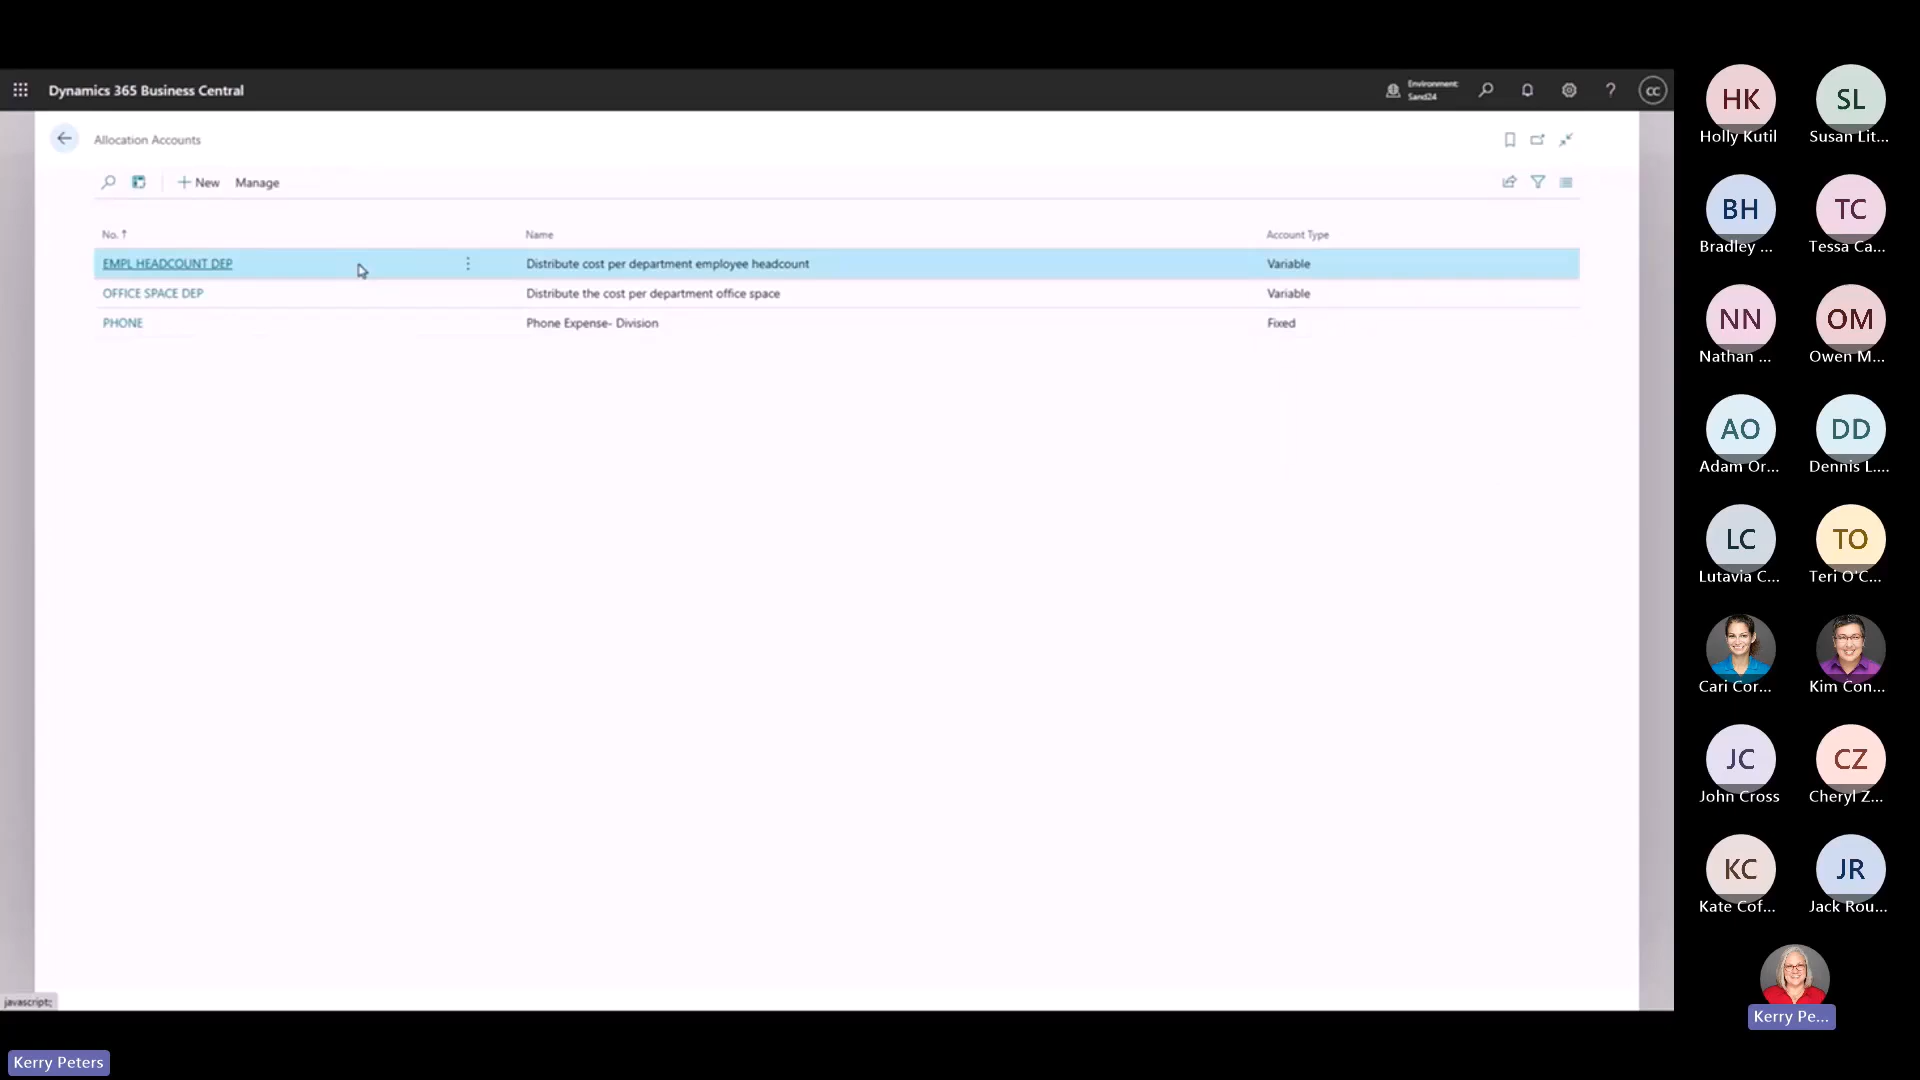 Dynamics 365 Business Central
Environment:
Sand24
?
CC
Allocation Accounts
New Manage
No. ↑ Name Account Type
EMPL HEADCOUNT DEP Distribute cost per department employee headcount Variable
OFFICE SPACE DEP Distribute the cost per department office space Variable
PHONE Phone Expense- Division Fixed
javascript:;
Kerry Peters
HK SL
Holly Kutil Susan Lit...
BH TC
Bradley ... Tessa Ca...
NN OM
Nathan ... Owen M...
AO DD
Adam Or... Dennis L....
LC TO
Lutavia C... Teri O'C...
Cari Cor... Kim Con...
JC CZ
John Cross Cheryl Z...
KC JR
Kate Cof... Jack Rou...
Kerry Pe...